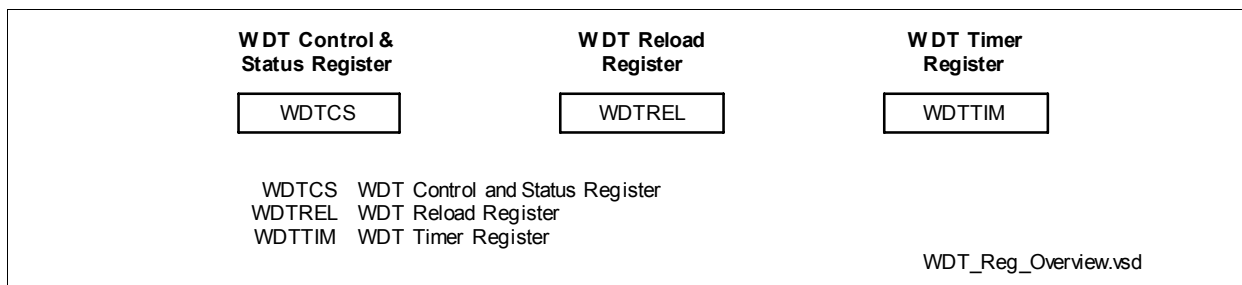 WDT Control &
Status Register
WDT Reload
Register
WDT Timer
Register
WDTCS
WDTREL
WDTTIM
WDTCS WDT Control and Status Register
WDTREL WDT Reload Register
WDTTIM WDT Timer Register
WDT_Reg_Overview.vsd